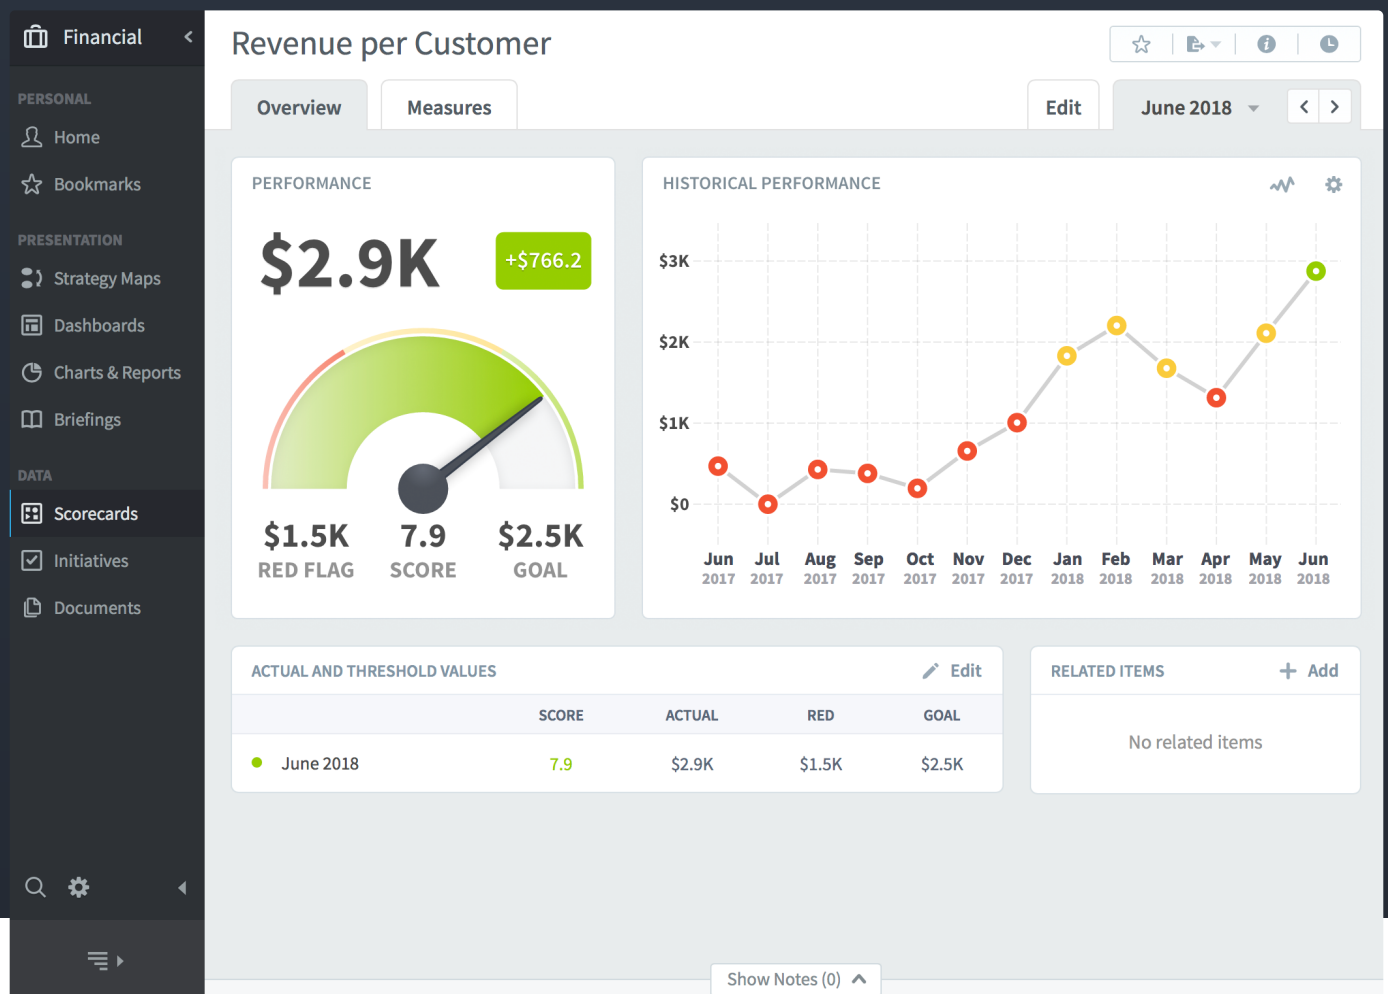 Financial
PERSONAL
Home
Bookmarks
PRESENTATION
Strategy Maps
Dashboards
Charts & Reports
Briefings
DATA
Scorecards
Initiatives
Documents
Revenue per Customer
Overview
Measures
Edit
June 2018
PERFORMANCE
$2.9K
+$766.2
$1.5K
RED FLAG
7.9
SCORE
$2.5K
GOAL
HISTORICAL PERFORMANCE
$3K
$2K
$1K
$0
Jun Jul Aug Sep Oct Nov Dec Jan Feb Mar Apr May Jun
2017 2017 2017 2017 2017 2017 2017 2018 2018 2018 2018 2018 2018
ACTUAL AND THRESHOLD VALUES Edit
SCORE ACTUAL RED GOAL
June 2018 7.9 $2.9K $1.5K $2.5K
RELATED ITEMS Add
No related items
Show Notes (0)